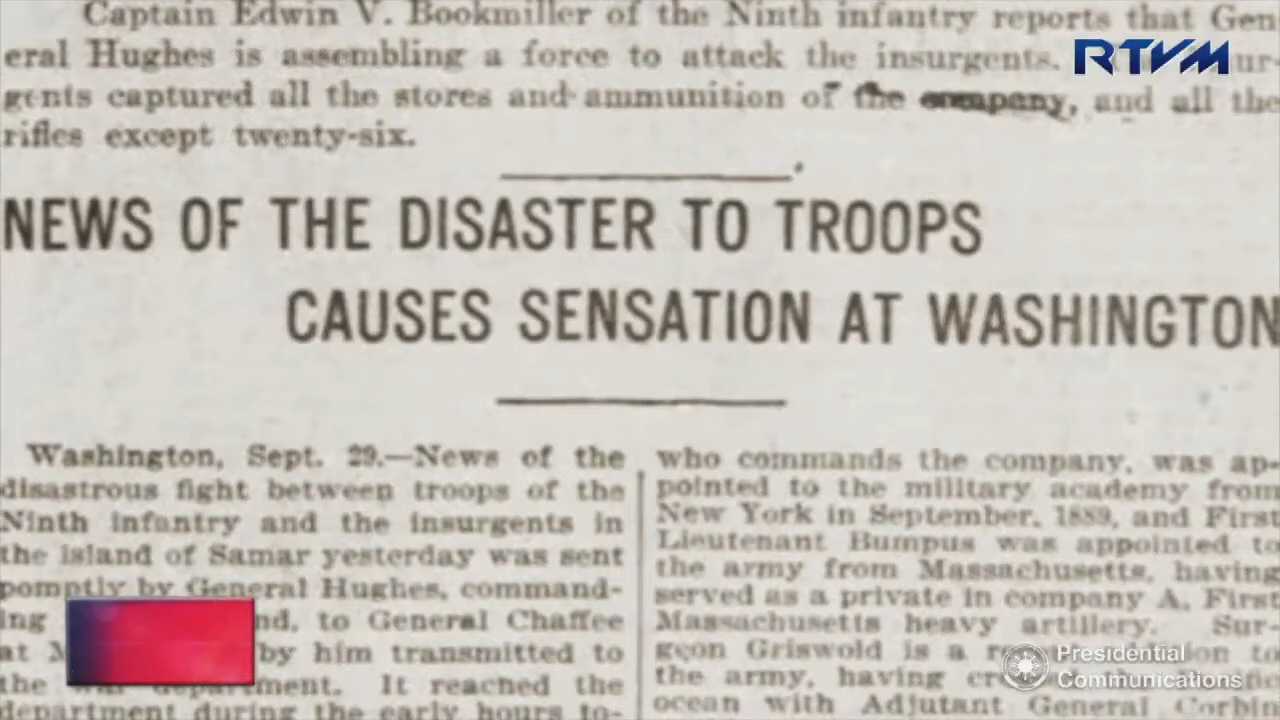 Captain Edwin V. Bookmiller of the Ninth infantry reports that Gen
eral Hughes is assembling a force to attack the insurgents.
RTVM
gents captured all the stores and ammunition of the company, and all the
rifles except twenty-six.
NEWS OF THE DISASTER TO TROOPS
CAUSES SENSATION AT WASHINGTON
Washington, Sept. 29.—News of the
disastrous fight between troops of the
Ninth infantry and the insurgents in
the island of Samar yesterday was sent
pomptly by General Hughes, command-
ing to General Chaffee
at by him transmitted to
the department. It reached the
department during the early hours to-
who commands the company, was ap-
pointed to the military academy from
New York in September, 1889, and First
Lieutenant Bumpus was appointed to
the army from Massachusetts, having
served as a private in company A, First
Massachusetts heavy artillery. Sur-
geon Griswold is a to
the army, having
ocean with Adjutant General Corbin
Presidential
Communications